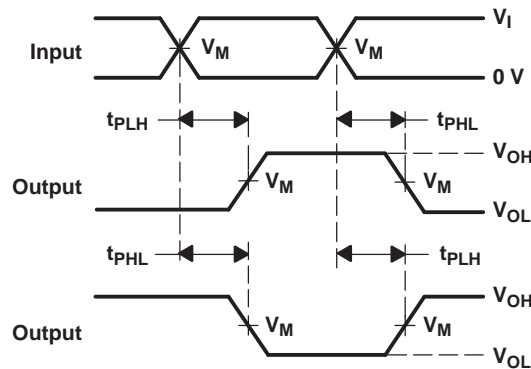 V_I
Input V_M V_M
0 V
t_PLH t_PHL
V_OH
Output V_M V_M
V_OL
t_PHL t_PLH
V_OH
Output V_M V_M
V_OL